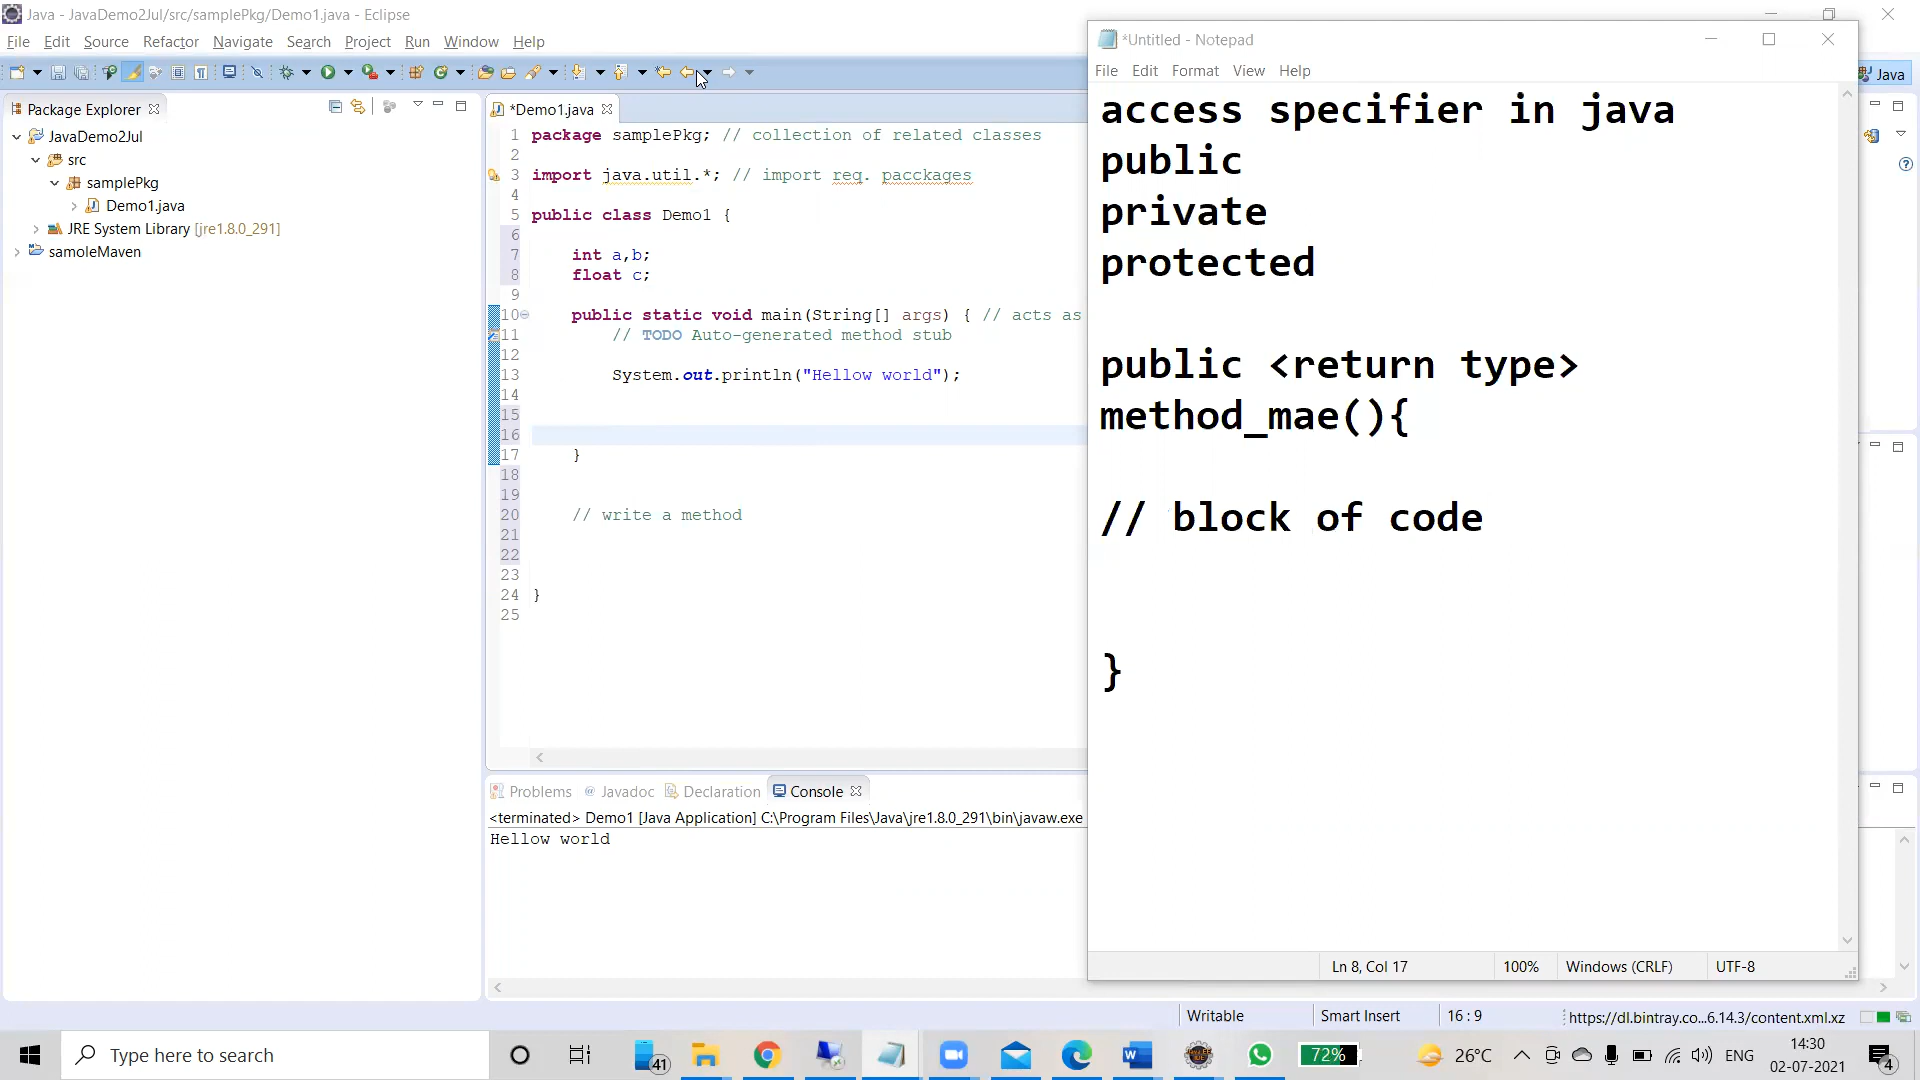 Java - JavaDemo2Jul/src/samplePkg/Demo1.java - Eclipse
File Edit Source Refactor Navigate Search Project Run Window Help
Java
Package Explorer
JavaDemo2Jul
src
samplePkg
Demo1.java
JRE System Library [jre1.8.0_291]
samoleMaven
*Demo1.java
1 package samplePkg; // collection of related classes
2
3 import java.util.*; // import req. pacckages
4
5 public class Demo1 {
6
7 int a,b;
8 float c;
9
10 public static void main(String[] args) { // acts as
11 // TODO Auto-generated method stub
12
13 System.out.println("Hellow world");
14
15
16
17 }
18
19
20 // write a method
21
22
23
24 }
25
Problems @ Javadoc Declaration Console
<terminated> Demo1 [Java Application] C:\Program Files\Java\jre1.8.0_291\bin\javaw.exe
Hellow world
*Untitled - Notepad
File Edit Format View Help
access specifier in java
public
private
protected
public <return type>
method_mae(){
// block of code
}
Ln 8, Col 17 100% Windows (CRLF) UTF-8
Writable Smart Insert 16 : 9 https://dl.bintray.co...6.14.3/content.xml.xz
Type here to search
41
72%
26°C
ENG
14:30
02-07-2021
4